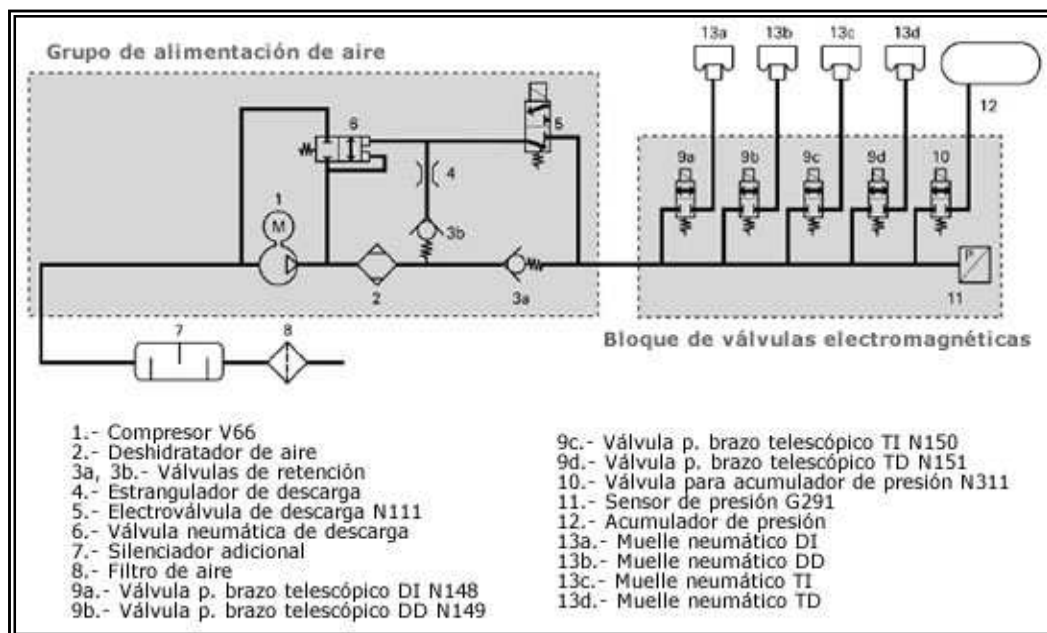 Grupo de alimentación de aire
13a 13b 13c 13d
12
6
5
9a 9b 9c 9d 10
4
1
M
3b
P
2
3a
11
7
8
Bloque de válvulas electromagnéticas
1.- Compresor V66
2.- Deshidratador de aire
3a, 3b.- Válvulas de retención
4.- Estrangulador de descarga
5.- Electroválvula de descarga N111
6.- Válvula neumática de descarga
7.- Silenciador adicional
8.- Filtro de aire
9a.- Válvula p. brazo telescópico DI N148
9b.- Válvula p. brazo telescópico DD N149
9c.- Válvula p. brazo telescópico TI N150
9d.- Válvula p. brazo telescópico TD N151
10.- Válvula para acumulador de presión N311
11.- Sensor de presión G291
12.- Acumulador de presión
13a.- Muelle neumático DI
13b.- Muelle neumático DD
13c.- Muelle neumático TI
13d.- Muelle neumático TD